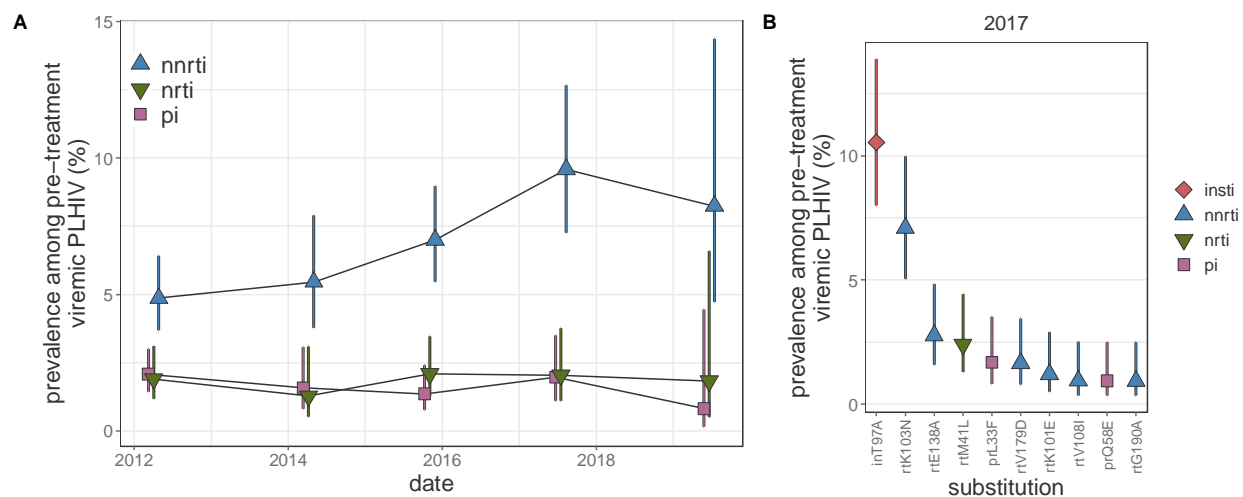 A
prevalence among pre−treatment
viremic PLHIV (%)
15
10
5
0
nnrti
nrti
pi
2012
2014
2016
2018
date
B
2017
prevalence among pre−treatment
viremic PLHIV (%)
10
5
0
inT97A
rtK103N
rtE138A
rtM41L
prL33F
rtV179D
rtK101E
rtV108I
prQ58E
rtG190A
substitution
insti
nnrti
nrti
pi